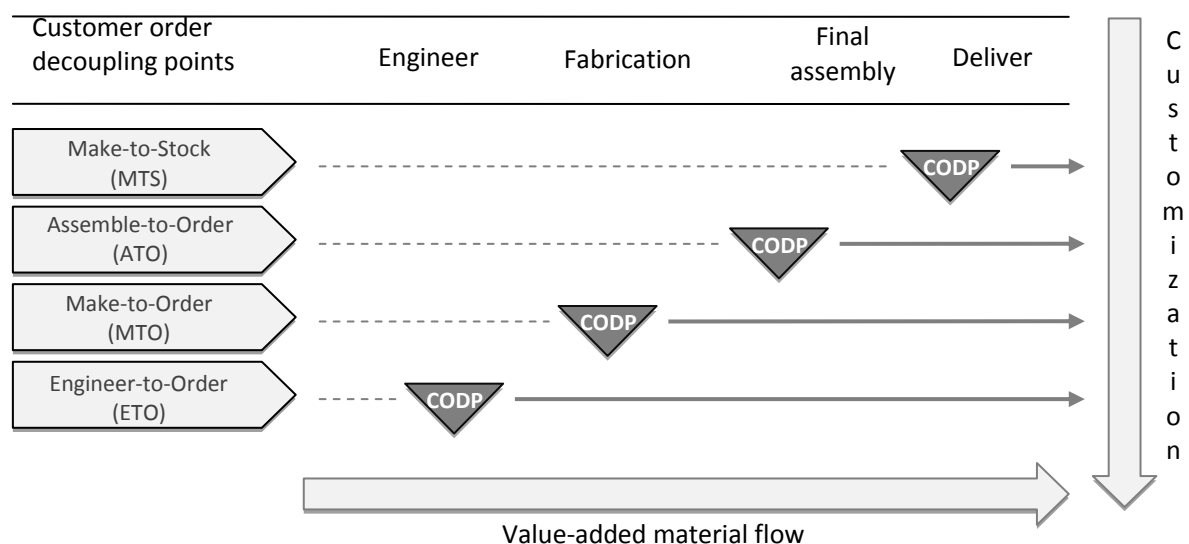 Customer order
decoupling points
Engineer
Fabrication
Final
assembly
Deliver
Make-to-Stock
(MTS)
CODP
Assemble-to-Order
(ATO)
CODP
Make-to-Order
(MTO)
CODP
Engineer-to-Order
(ETO)
CODP
Value-added material flow
Customization